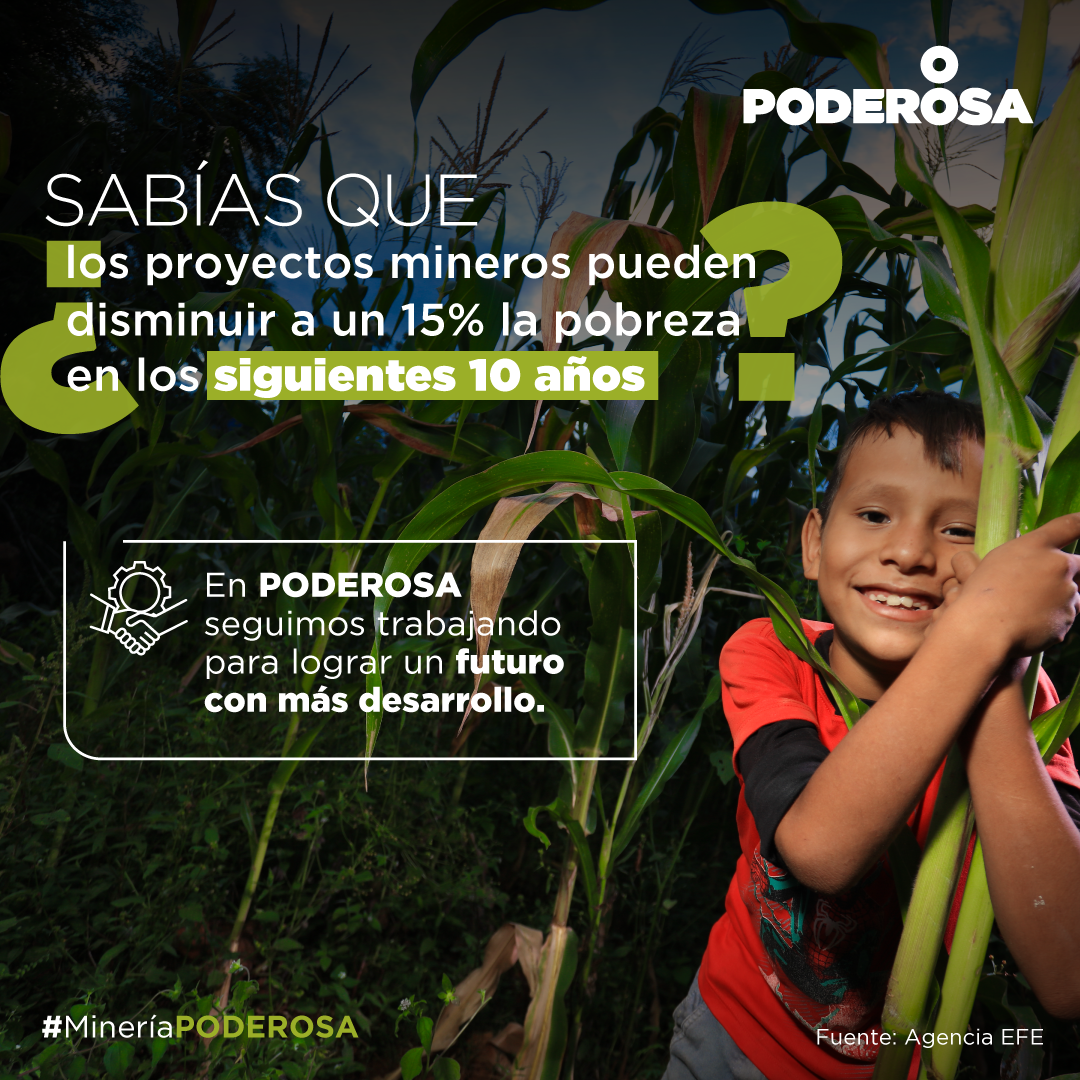 PODEROSA
SABÍAS QUE
¿los proyectos mineros pueden
disminuir a un 15% la pobreza
en los siguientes 10 años?
En PODEROSA
seguimos trabajando
para lograr un futuro
con más desarrollo.
#MineríaPODEROSA
Fuente: Agencia EFE